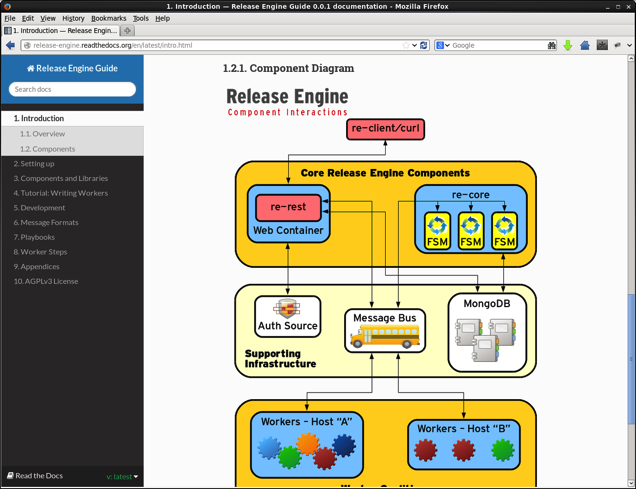 1. Introduction — Release Engine Guide 0.0.1 documentation - Mozilla Firefox
File Edit View History Bookmarks Tools Help
1. Introduction — Release Engin...
release-engine.readthedocs.org/en/latest/intro.html
Google
Release Engine Guide
Search docs
1. Introduction
1.1. Overview
1.2. Components
2. Setting up
3. Components and Libraries
4. Tutorial: Writing Workers
5. Development
6. Message Formats
7. Playbooks
8. Worker Steps
9. Appendices
10. AGPLv3 License
Read the Docs
v: latest
1.2.1. Component Diagram
Release Engine
Component Interactions
re-client/curl
Core Release Engine Components
re-rest
Web Container
re-core
FSM
FSM
FSM
Auth Source
Message Bus
MongoDB
Supporting
Infrastructure
Workers - Host "A"
Workers - Host "B"